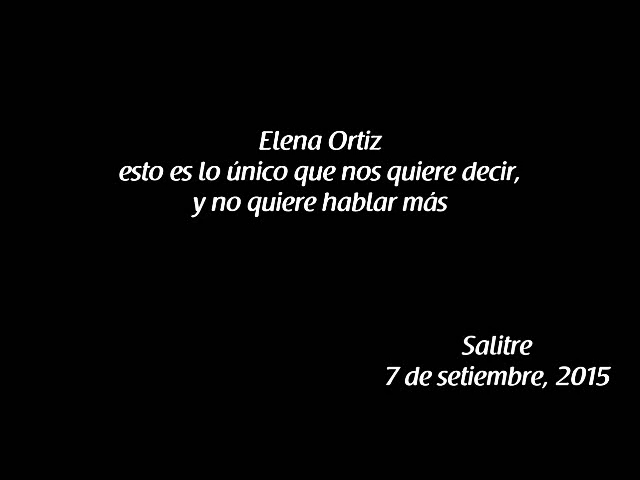 Elena Ortiz
esto es lo único que nos quiere decir,
y no quiere hablar más
Salitre
7 de setiembre, 2015